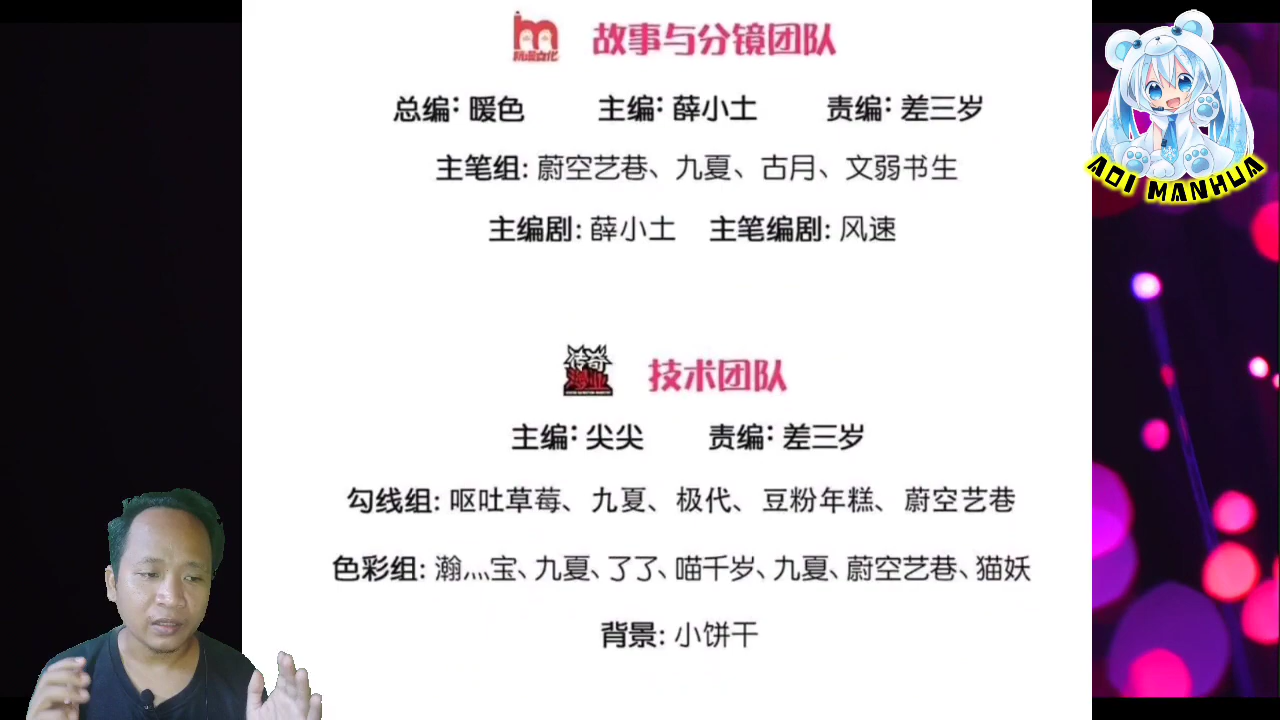 故事与分镜团队
总编: 暖色 主编: 薛小土 责编: 差三岁
主笔组: 蔚空艺巷、九夏、古月、文弱书生
主编剧: 薛小土 主笔编剧: 风速
传奇漫业
技术团队
主编: 尖尖 责编: 差三岁
勾线组: 呕吐草莓、九夏、极代、豆粉年糕、蔚空艺巷
色彩组: 瀚灬宝、九夏、了了、喵千岁、九夏、蔚空艺巷、猫妖
背景: 小饼干
AOI MANHUA